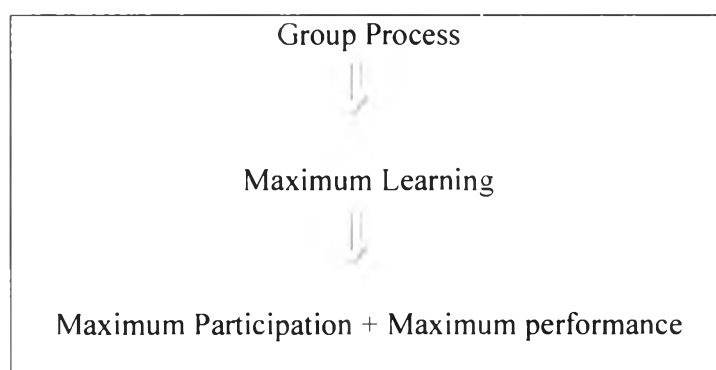 Group Process
Maximum Learning
Maximum Participation + Maximum performance